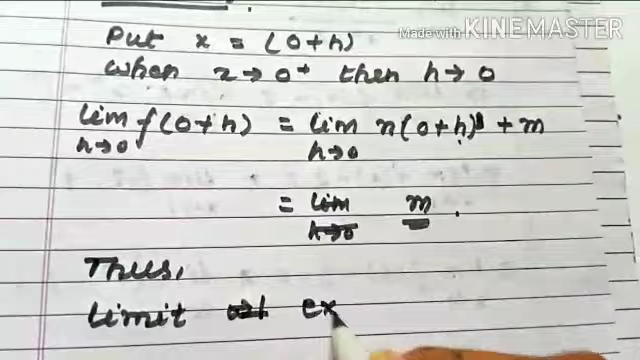 Made with KINEMASTER
Put x = (0+h)
when x→0+ then h→0
lim f(0+h) = lim n(0+h) + m
h→0 h→0
= lim m.
h→0
Thus,
Limit ex